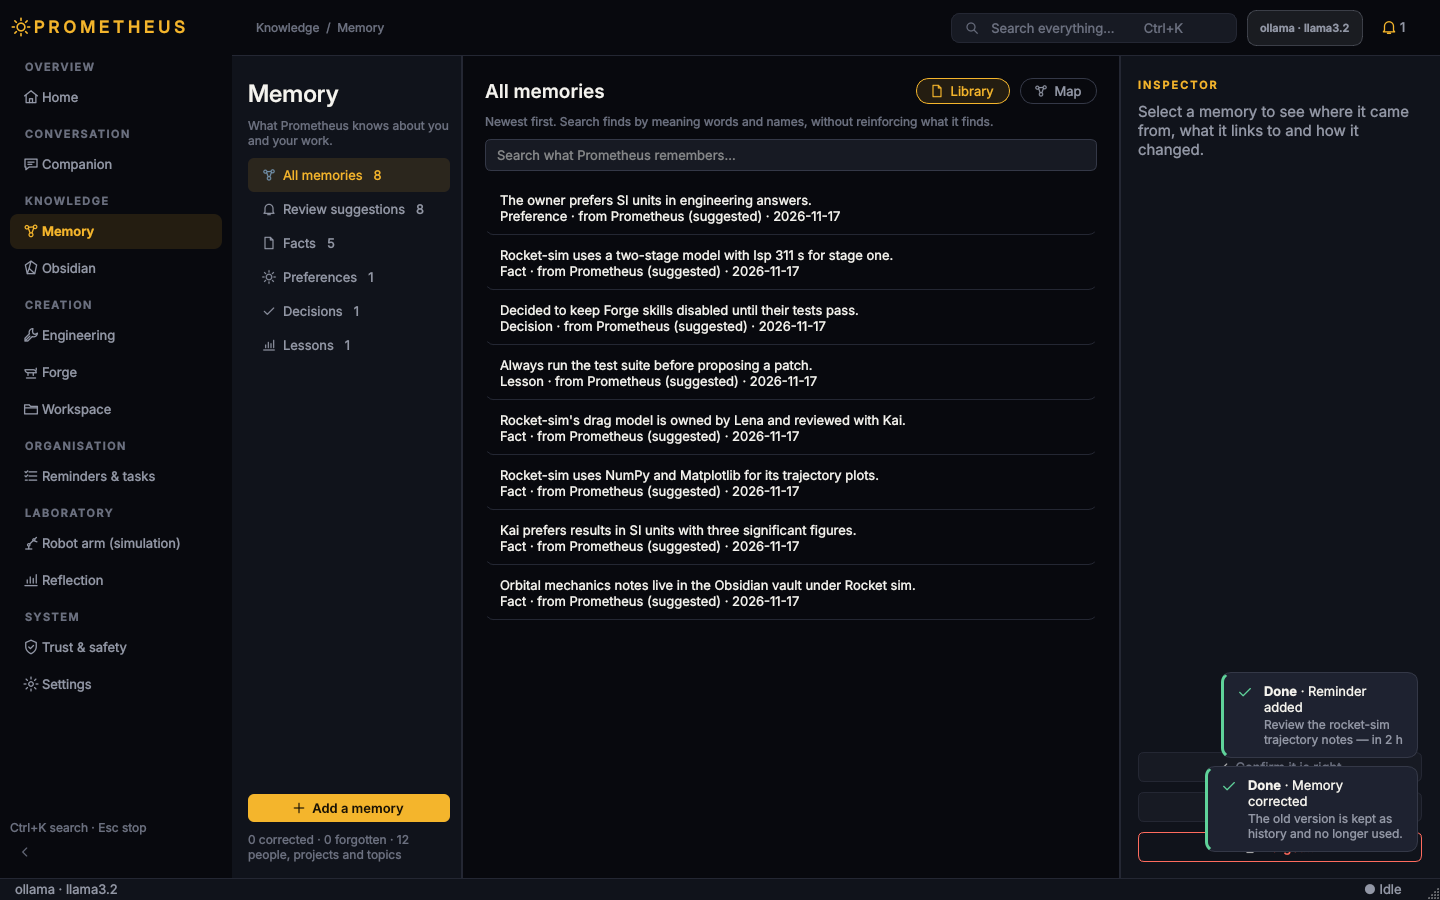 PROMETHEUS
Knowledge / Memory
Search everything... Ctrl+K
ollama · llama3.2
1
OVERVIEW
Home
CONVERSATION
Companion
KNOWLEDGE
Memory
Obsidian
CREATION
Engineering
Forge
Workspace
ORGANISATION
Reminders & tasks
LABORATORY
Robot arm (simulation)
Reflection
SYSTEM
Trust & safety
Settings
Ctrl+K search · Esc stop
Memory
What Prometheus knows about you
and your work.
All memories 8
Review suggestions 8
Facts 5
Preferences 1
Decisions 1
Lessons 1
Add a memory
0 corrected · 0 forgotten · 12
people, projects and topics
All memories
Library
Map
Newest first. Search finds by meaning words and names, without reinforcing what it finds.
Search what Prometheus remembers...
The owner prefers SI units in engineering answers.
Preference · from Prometheus (suggested) · 2026-11-17
Rocket-sim uses a two-stage model with Isp 311 s for stage one.
Fact · from Prometheus (suggested) · 2026-11-17
Decided to keep Forge skills disabled until their tests pass.
Decision · from Prometheus (suggested) · 2026-11-17
Always run the test suite before proposing a patch.
Lesson · from Prometheus (suggested) · 2026-11-17
Rocket-sim's drag model is owned by Lena and reviewed with Kai.
Fact · from Prometheus (suggested) · 2026-11-17
Rocket-sim uses NumPy and Matplotlib for its trajectory plots.
Fact · from Prometheus (suggested) · 2026-11-17
Kai prefers results in SI units with three significant figures.
Fact · from Prometheus (suggested) · 2026-11-17
Orbital mechanics notes live in the Obsidian vault under Rocket sim.
Fact · from Prometheus (suggested) · 2026-11-17
INSPECTOR
Select a memory to see where it came
from, what it links to and how it
changed.
Done · Reminder
added
Review the rocket-sim
trajectory notes — in 2 h
Done · Memory
corrected
The old version is kept as
history and no longer used.
ollama · llama3.2
Idle